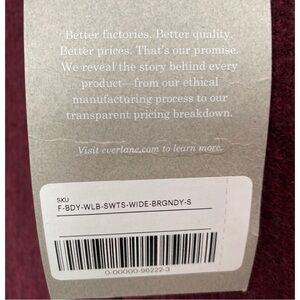 Better factories. Better quality.
Better prices. That's our promise.
We reveal the story behind every
product—from our ethical
manufacturing process to our
transparent pricing breakdown.
Visit everlane.com to learn more.
SKU
F-BDY-WLB-SWTS-WIDE-BRGNDY-S
0-00000-96222-3